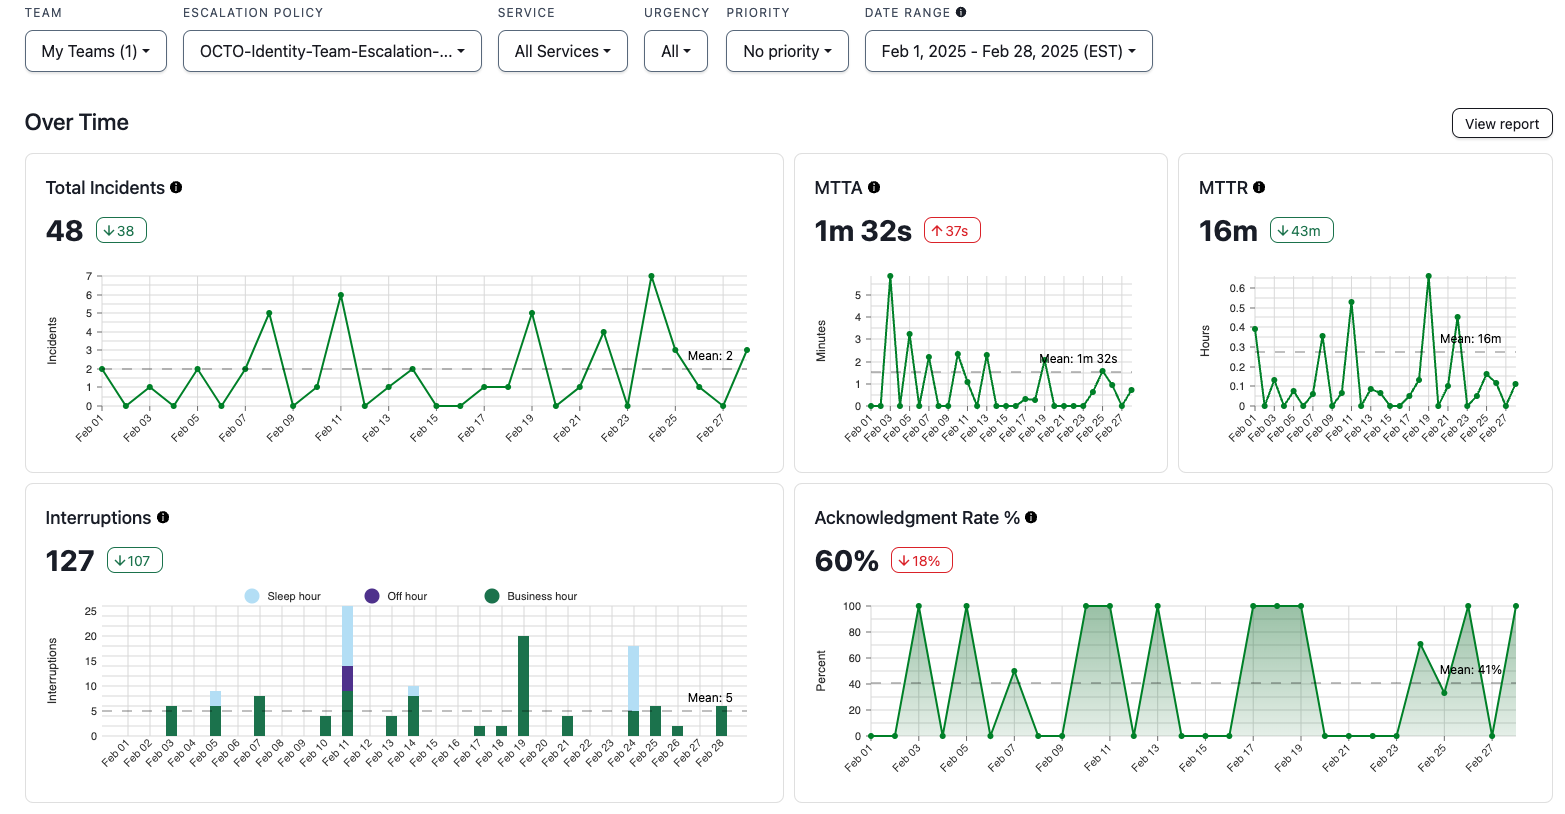 TEAM
ESCALATION POLICY
SERVICE
URGENCY
PRIORITY
DATE RANGE
My Teams (1)
OCTO-Identity-Team-Escalation-...
All Services
All
No priority
Feb 1, 2025 - Feb 28, 2025 (EST)
Over Time
View report
Total Incidents
48
38
Incidents
7
6
5
4
3
2
1
0
Mean: 2
Feb 01
Feb 03
Feb 05
Feb 07
Feb 09
Feb 11
Feb 13
Feb 15
Feb 17
Feb 19
Feb 21
Feb 23
Feb 25
Feb 27
MTTA
1m 32s
37s
Minutes
5
4
3
2
1
0
Mean: 1m 32s
Feb 01
Feb 03
Feb 05
Feb 07
Feb 09
Feb 11
Feb 13
Feb 15
Feb 17
Feb 19
Feb 21
Feb 23
Feb 25
Feb 27
MTTR
16m
43m
Hours
0.6
0.5
0.4
0.3
0.2
0.1
0
Mean: 16m
Feb 01
Feb 03
Feb 05
Feb 07
Feb 09
Feb 11
Feb 13
Feb 15
Feb 17
Feb 19
Feb 21
Feb 23
Feb 25
Feb 27
Interruptions
127
107
Sleep hour
Off hour
Business hour
Interruptions
25
20
15
10
5
0
Mean: 5
Feb 01
Feb 02
Feb 03
Feb 04
Feb 05
Feb 06
Feb 07
Feb 08
Feb 09
Feb 10
Feb 11
Feb 12
Feb 13
Feb 14
Feb 15
Feb 16
Feb 17
Feb 18
Feb 19
Feb 20
Feb 21
Feb 22
Feb 23
Feb 24
Feb 25
Feb 26
Feb 27
Feb 28
Acknowledgment Rate %
60%
18%
Percent
100
80
60
40
20
0
Mean: 41%
Feb 01
Feb 03
Feb 05
Feb 07
Feb 09
Feb 11
Feb 13
Feb 15
Feb 17
Feb 19
Feb 21
Feb 23
Feb 25
Feb 27